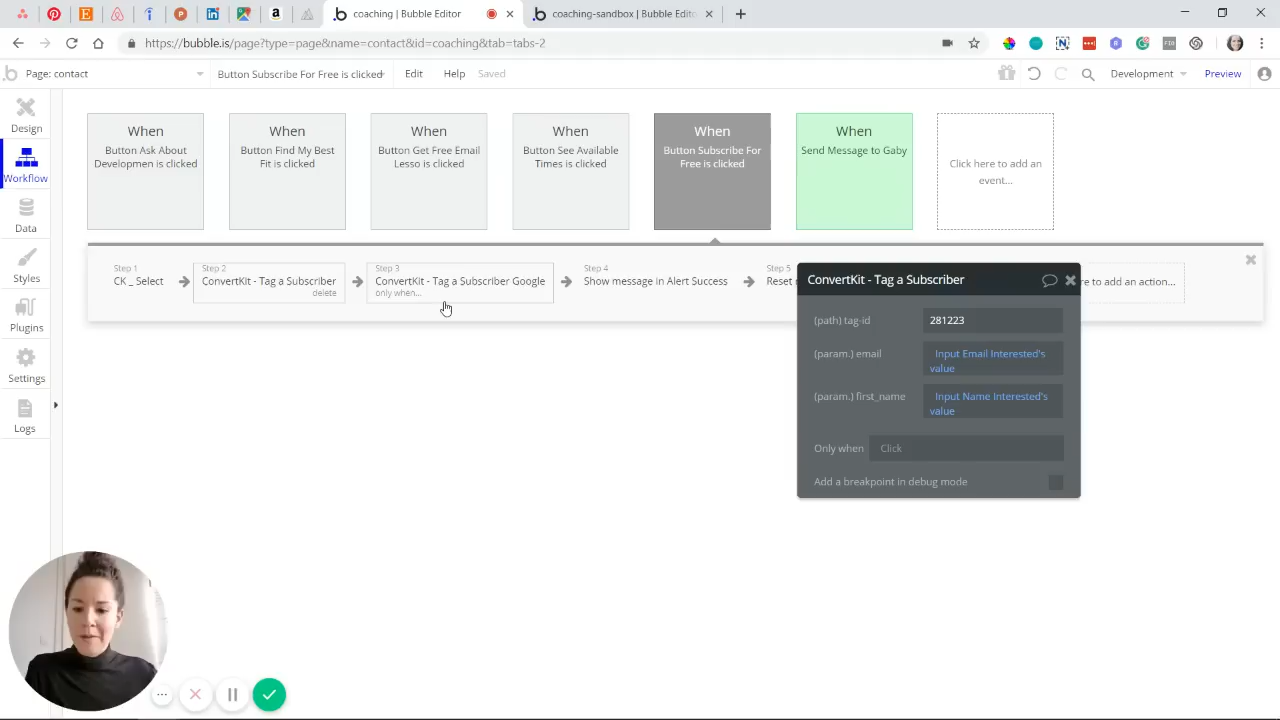 coaching | Bubble Editor
coaching-sandbox | Bubble Edito
https://bubble.is/page?type=page&name=contact&id=coaching&tab=tabs-2
Page: contact
Button Subscribe For Free is clicked
Edit
Help
Saved
Development
Preview
Design
Workflow
Data
Styles
Plugins
Settings
Logs
When
Button Ask About
Developmen is clicked
When
Button Find My Best
Fit is clicked
When
Button Get Free Email
Lesso is clicked
When
Button See Available
Times is clicked
When
Button Subscribe For
Free is clicked
When
Send Message to Gaby
Click here to add an
event...
Step 1
CK _ Select
Step 2
ConvertKit - Tag a Subscriber
delete
Step 3
ConvertKit - Tag a Subscriber Google
only when...
Step 4
Show message in Alert Success
Step 5
Reset
re to add an action...
ConvertKit - Tag a Subscriber
(path) tag-id
281223
(param.) email
Input Email Interested's
value
(param.) first_name
Input Name Interested's
value
Only when
Click
Add a breakpoint in debug mode